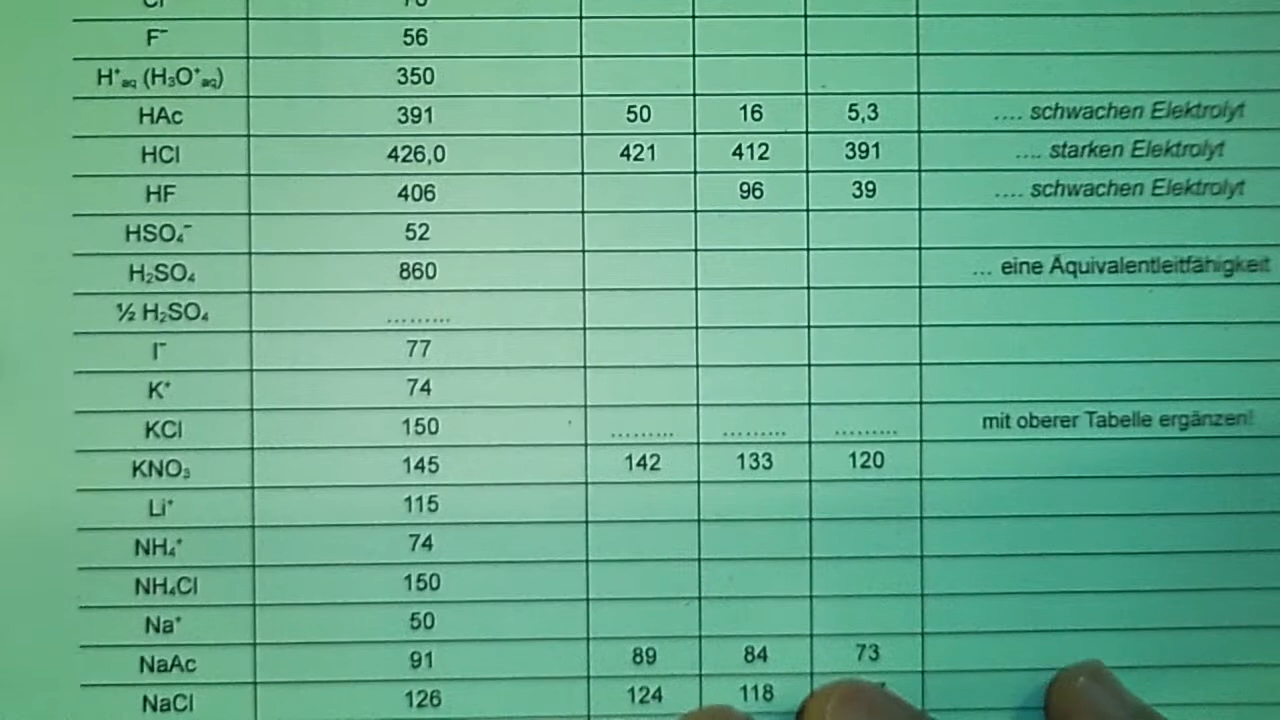 F⁻ 56
H⁺aq (H₃O⁺aq) 350
HAc 391 50 16 5,3 .... schwachen Elektrolyt
HCl 426,0 421 412 391 .... starken Elektrolyt
HF 406 96 39 .... schwachen Elektrolyt
HSO₄⁻ 52
H₂SO₄ 860 ... eine Äquivalentleitfähigkeit
½ H₂SO₄ .........
I⁻ 77
K⁺ 74
KCl 150 ......... ......... ......... mit oberer Tabelle ergänzen!
KNO₃ 145 142 133 120
Li⁺ 115
NH₄⁺ 74
NH₄Cl 150
Na⁺ 50
NaAc 91 89 84 73
NaCl 126 124 118